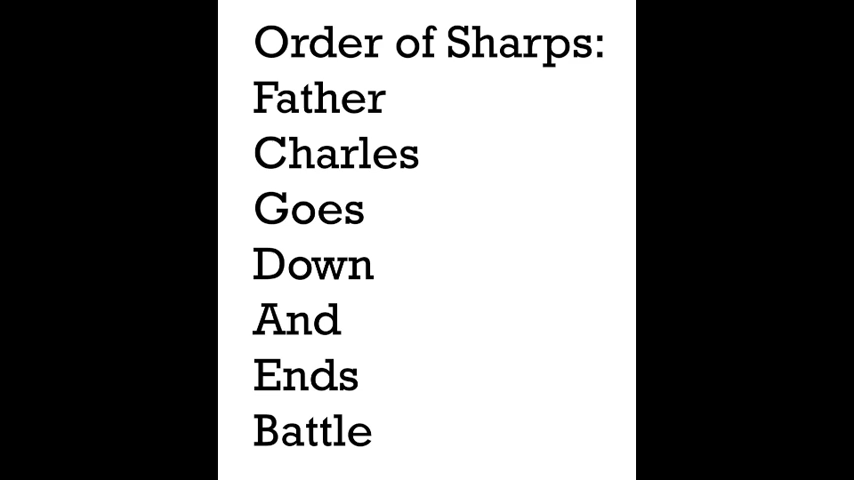 Order of Sharps:
Father
Charles
Goes
Down
And
Ends
Battle